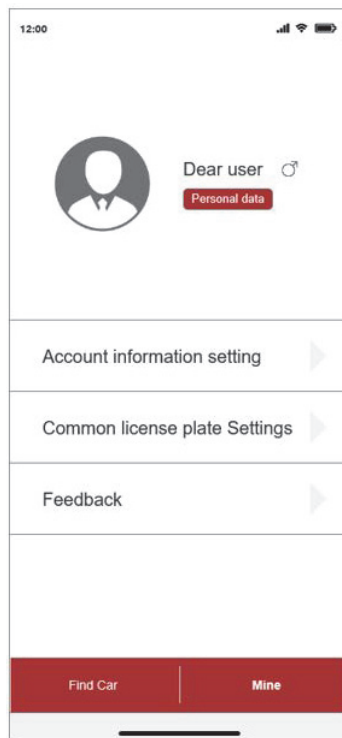 12:00
Dear user
Personal data
Account information setting
Common license plate Settings
Feedback
Find Car
Mine